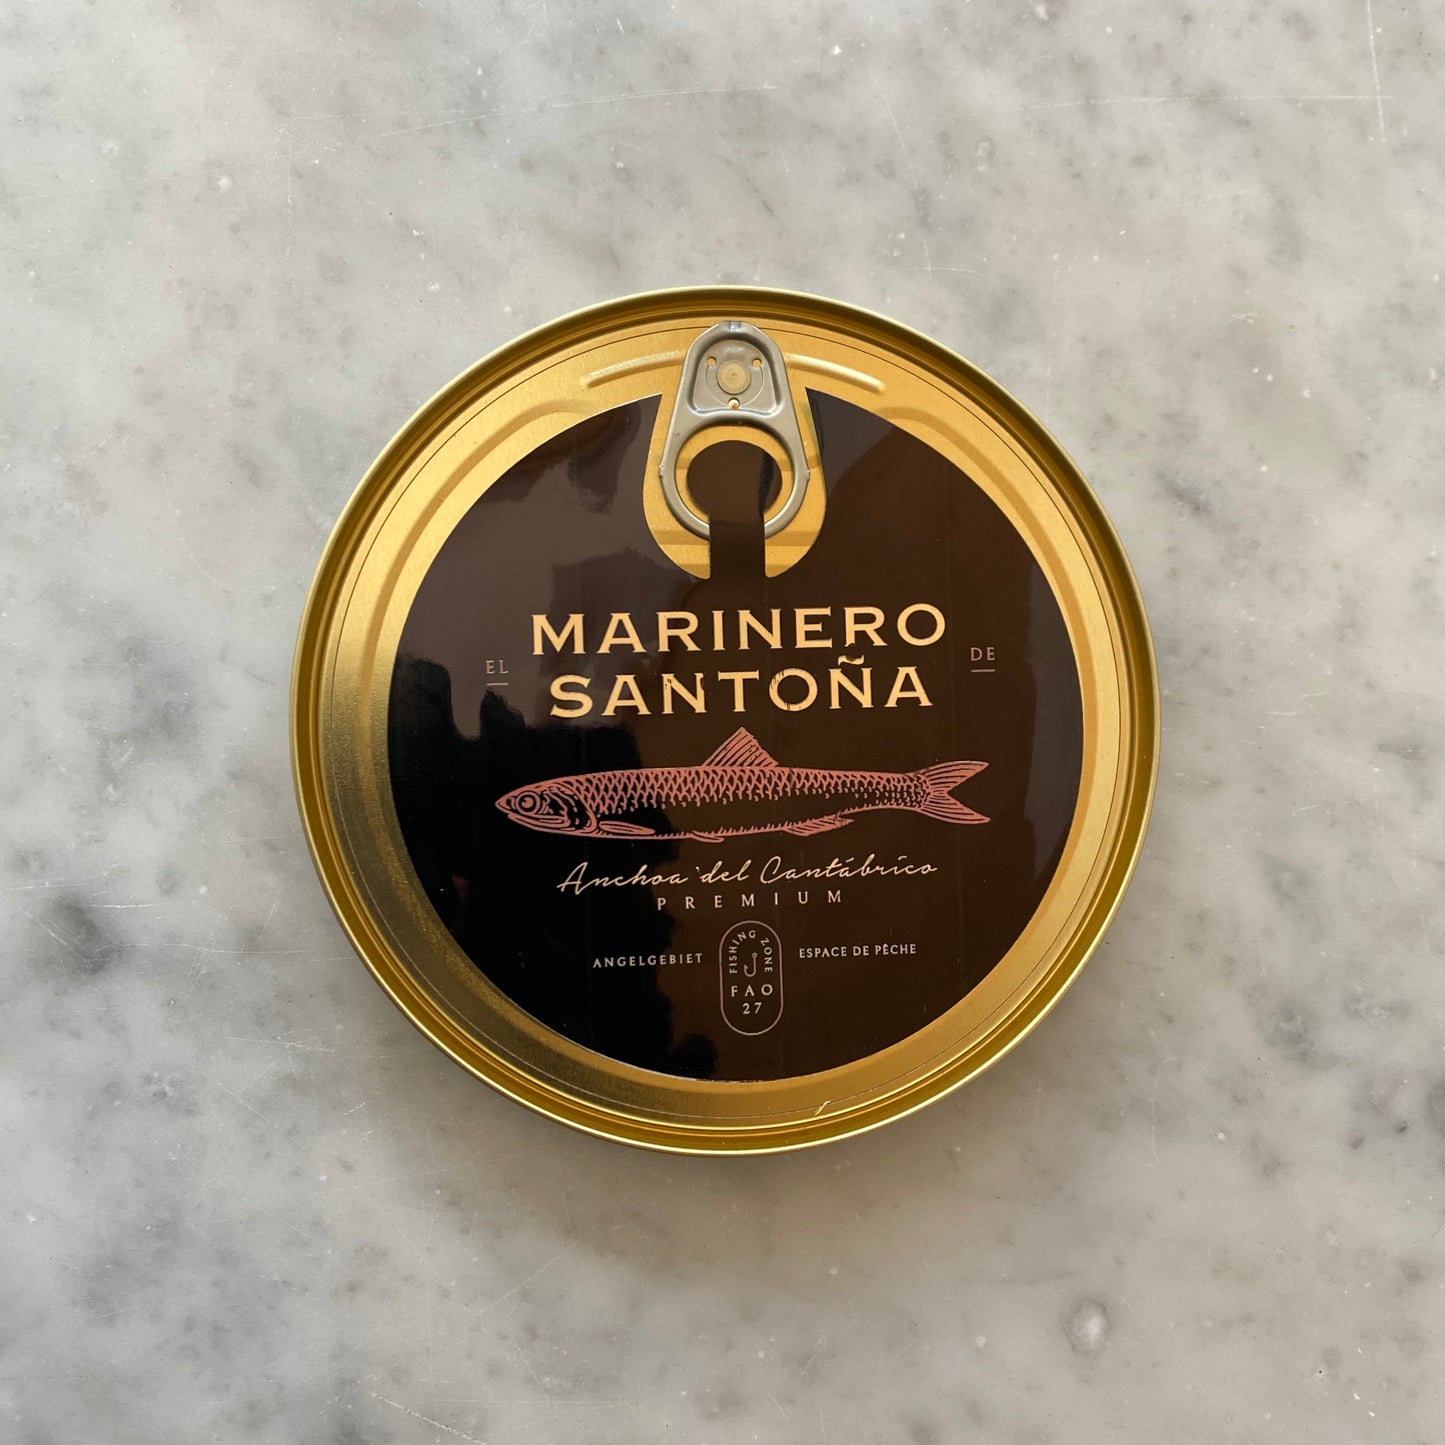 EL MARINERO DE
SANTOÑA
Anchoa del Cantábrico
PREMIUM
ANGELGEBIET
FISHING ZONE
FAO
27
ESPACE DE PÊCHE